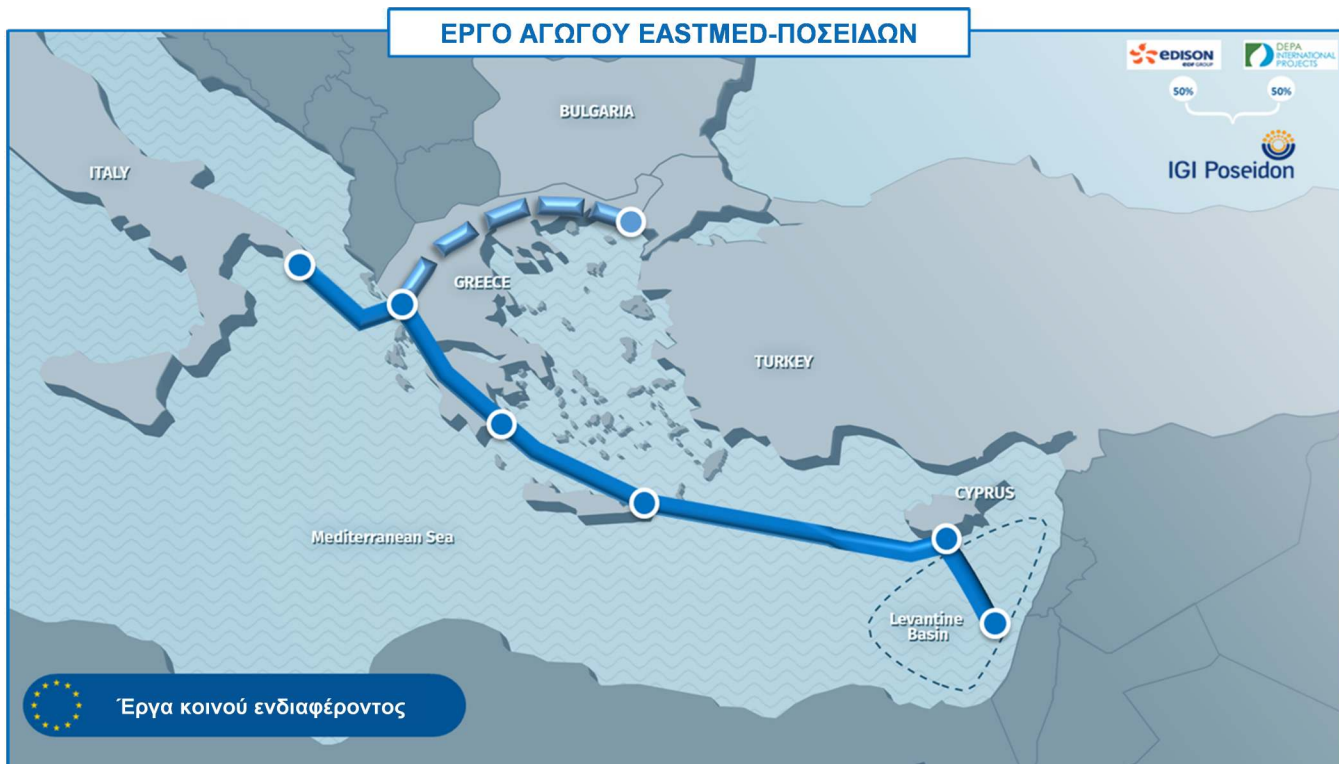 ΕΡΓΟ ΑΓΩΓΟΥ EASTMED-ΠΟΣΕΙΔΩΝ
EDISON
EDF GROUP
DEPA
INTERNATIONAL
PROJECTS
50%
50%
IGI Poseidon
BULGARIA
ITALY
GREECE
TURKEY
CYPRUS
Mediterranean Sea
Levantine
Basin
Έργα κοινού ενδιαφέροντος